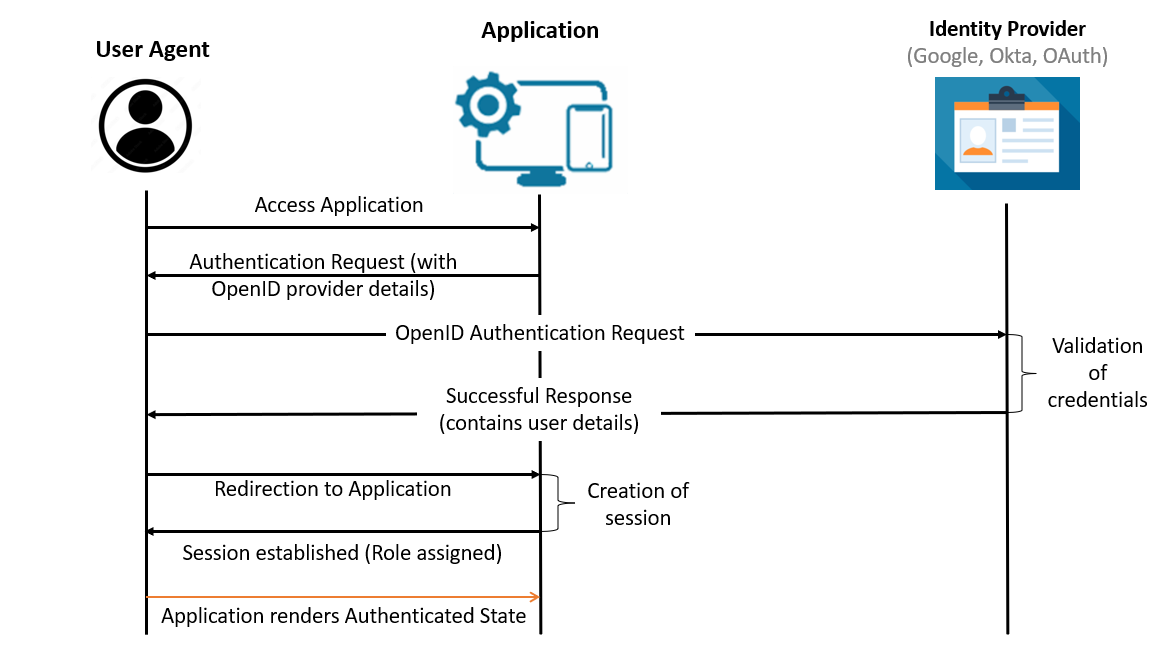 User Agent
Application
Identity Provider
(Google, Okta, OAuth)
Access Application
Authentication Request (with
OpenID provider details)
OpenID Authentication Request
Validation
of
credentials
Successful Response
(contains user details)
Redirection to Application
Creation of
session
Session established (Role assigned)
Application renders Authenticated State